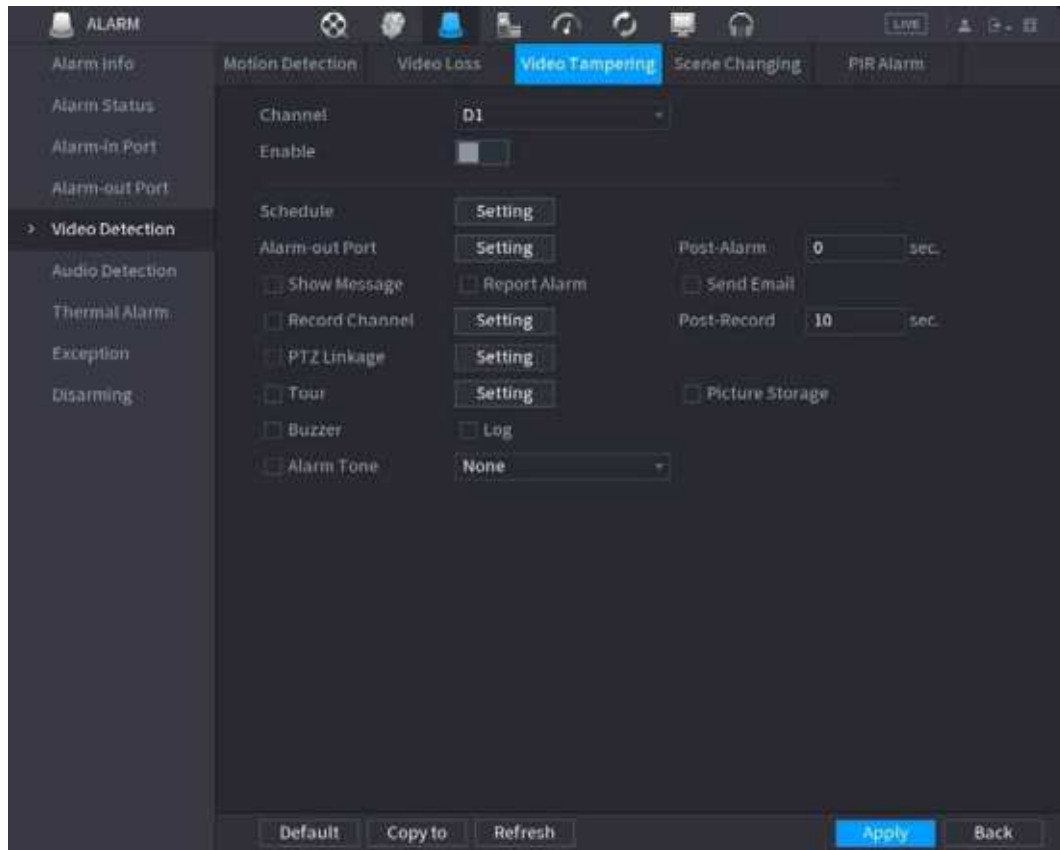 ALARM LIVE
Alarm Info
Alarm Status
Alarm-in Port
Alarm-out Port
Video Detection
Audio Detection
Thermal Alarm
Exception
Disarming
Motion Detection Video Loss Video Tampering Scene Changing PIR Alarm
Channel D1
Enable
Schedule Setting
Alarm-out Port Setting Post-Alarm 0 sec.
Show Message Report Alarm Send Email
Record Channel Setting Post-Record 10 sec.
PTZ Linkage Setting
Tour Setting Picture Storage
Buzzer Log
Alarm Tone None
Default Copy to Refresh Apply Back